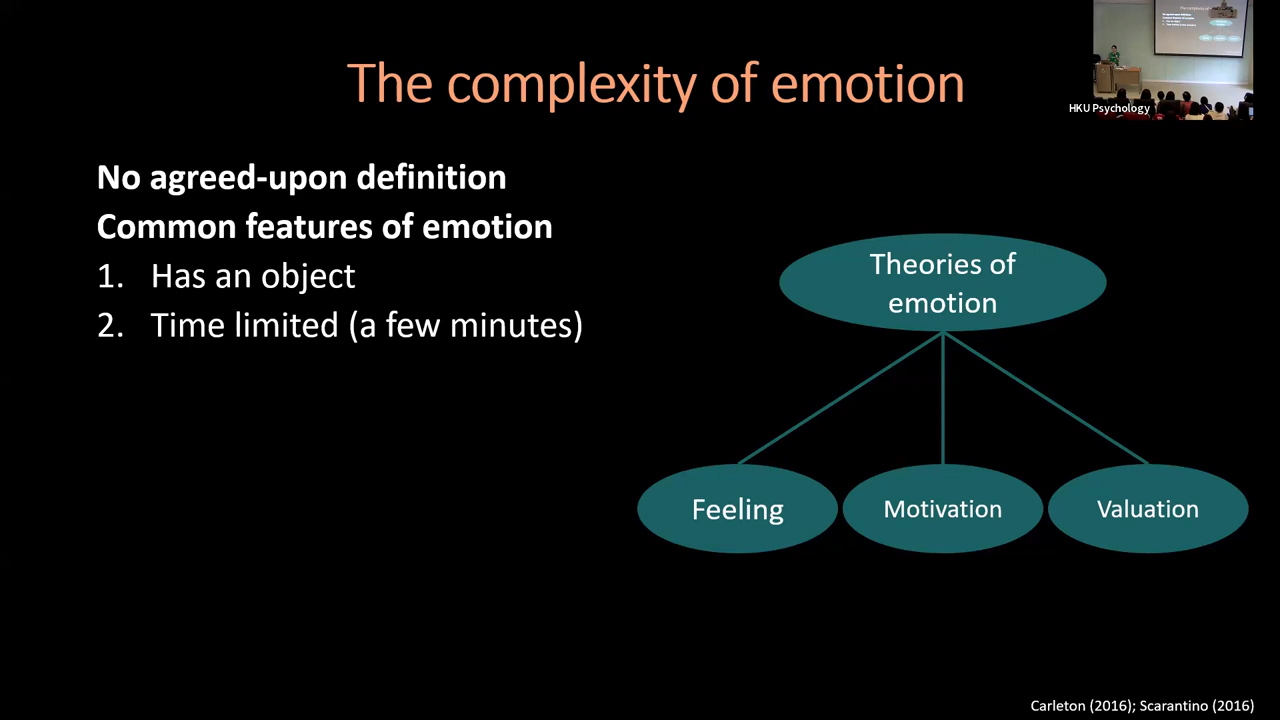 The complexity of emotion
HKU Psychology
No agreed-upon definition
Common features of emotion
1. Has an object
2. Time limited (a few minutes)
Theories of
emotion
Feeling
Motivation
Valuation
Carleton (2016); Scarantino (2016)